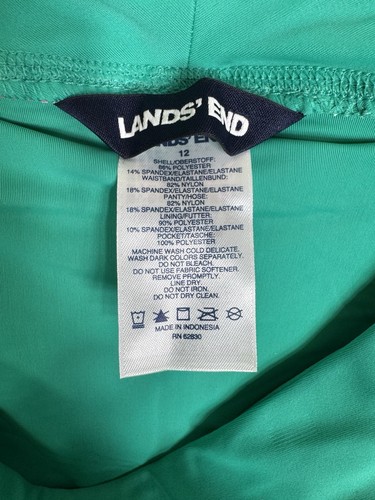 LANDS' END
LANDS' END
12
SHELL/OBERSTOFF:
86% POLYESTER
14% SPANDEX/ELASTANE/ELASTANE
WAISTBAND/TAILLENBUND:
82% NYLON
18% SPANDEX/ELASTANE/ELASTANE
PANTY/HOSE:
82% NYLON
18% SPANDEX/ELASTANE/ELASTANE
LINING/FUTTER:
90% POLYESTER
10% SPANDEX/ELASTANE/ELASTANE
POCKET/TASCHE:
100% POLYESTER
MACHINE WASH COLD DELICATE.
WASH DARK COLORS SEPARATELY.
DO NOT BLEACH.
DO NOT USE FABRIC SOFTENER.
REMOVE PROMPTLY.
LINE DRY.
DO NOT IRON.
DO NOT DRY CLEAN.
MADE IN INDONESIA
RN 62830